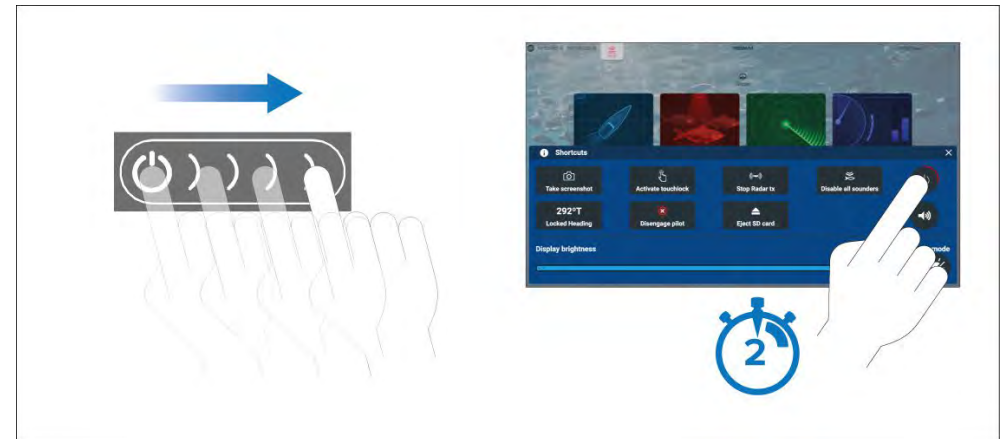 Shortcuts
Take screenshot
Activate touchlock
Stop Radar tx
Disable all sounders
292°T
Locked Heading
Disengage pilot
Eject SD card
Display brightness
mode
2